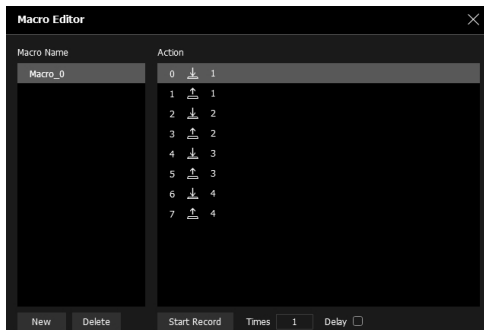 Macro Editor
Macro Name
Action
Macro_0
0 1
1 1
2 2
3 2
4 3
5 3
6 4
7 4
New Delete Start Record Times 1 Delay